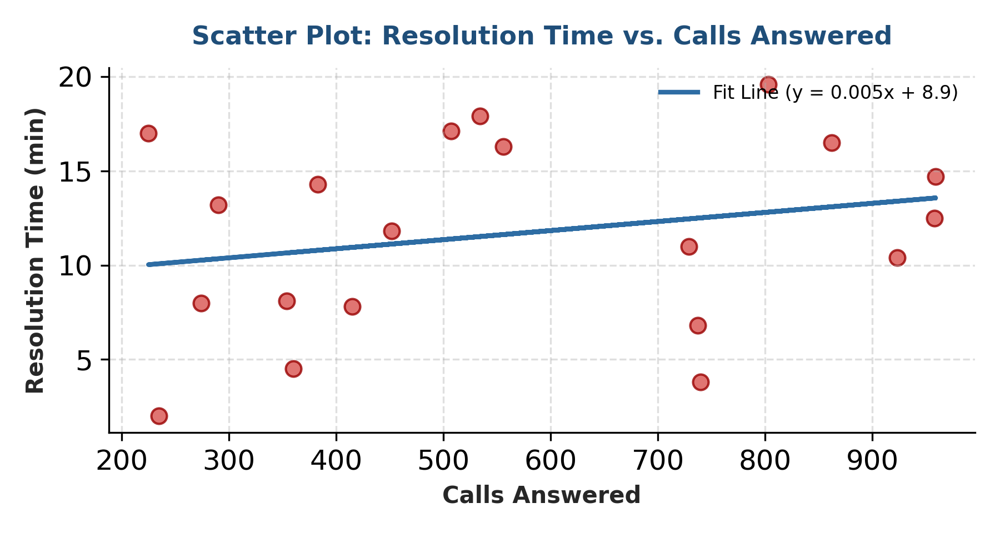 Scatter Plot: Resolution Time vs. Calls Answered
Fit Line (y = 0.005x + 8.9)
Resolution Time (min)
20
15
10
5
200 300 400 500 600 700 800 900
Calls Answered